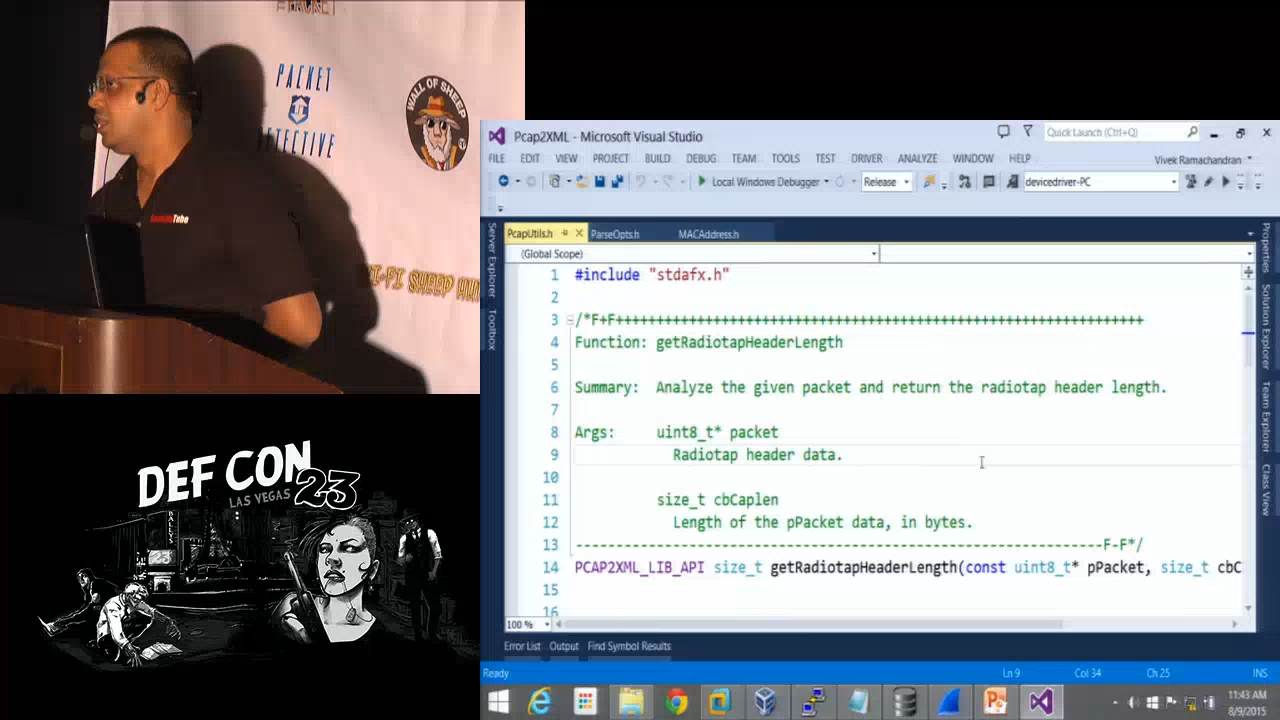 PACKET
DETECTIVE
WALL OF SHEEP
Tube
DEF CON
23
LAS VEGAS
BALLYS
Pcap2XML - Microsoft Visual Studio
Quick Launch (Ctrl+Q)
FILE EDIT VIEW PROJECT BUILD DEBUG TEAM TOOLS TEST DRIVER ANALYZE WINDOW HELP
Vivek Ramachandran
Local Windows Debugger Release devicedriver-PC
PcapUtils.h ParseOpts.h MACAddress.h
(Global Scope)
Server Explorer
Toolbox
1 #include "stdafx.h"
2
3 /*F+F+++++++++++++++++++++++++++++++++++++++++++++++++++++++++++++++++
4 Function: getRadiotapHeaderLength
5
6 Summary: Analyze the given packet and return the radiotap header length.
7
8 Args: uint8_t* packet
9 Radiotap header data.
10
11 size_t cbCaplen
12 Length of the pPacket data, in bytes.
13 -----------------------------------------------------------------F-F*/
14 PCAP2XML_LIB_API size_t getRadiotapHeaderLength(const uint8_t* pPacket, size_t cbC
15
16
Properties
Solution Explorer
Team Explorer
Class View
100 %
Error List Output Find Symbol Results
Ready Ln 9 Col 34 Ch 25 INS
11:43 AM
8/9/2015